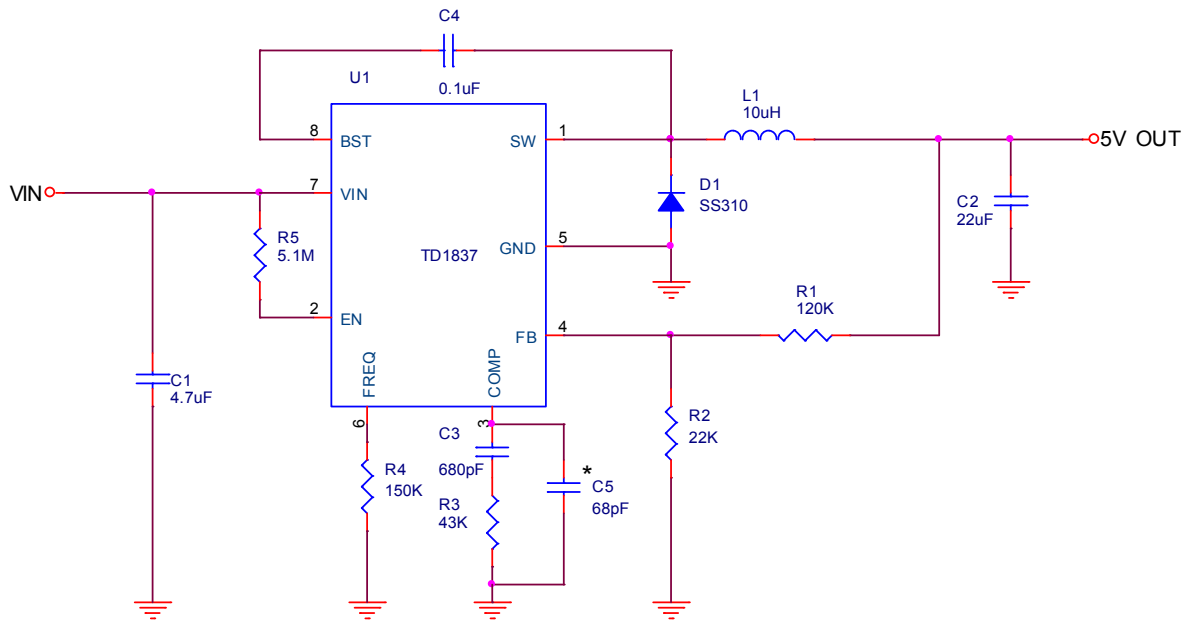 C4
0.1uF
U1
8
BST
SW
1
L1
10uH
5V OUT
VIN
7
VIN
D1
SS310
C2
22uF
R5
5.1M
TD1837
GND
5
R1
120K
2
EN
FB
4
FREQ
COMP
C1
4.7uF
6
3
R2
22K
C3
680pF
R4
150K
*
C5
68pF
R3
43K